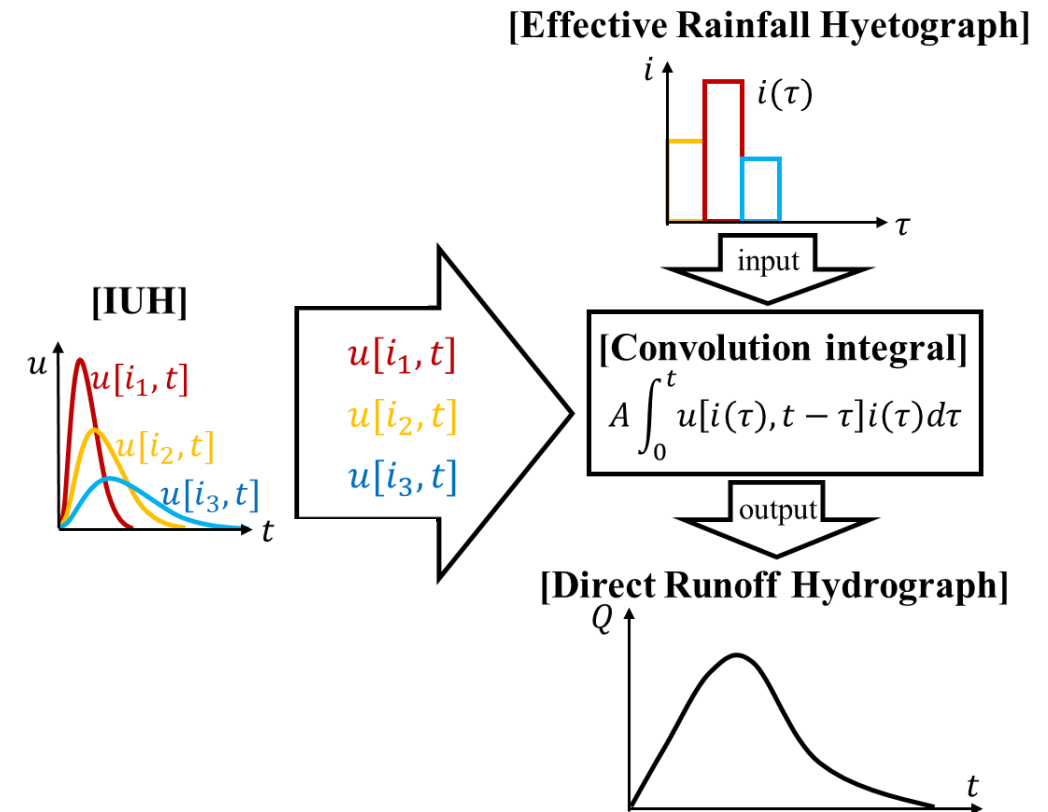 [Effective Rainfall Hyetograph]
i
i(τ)
τ
input
[IUH]
u
u[i₁, t]
u[i₂, t]
u[i₃, t]
t
u[i₁, t]
u[i₂, t]
u[i₃, t]
[Convolution integral]
A ∫₀ᵗ u[i(τ), t − τ]i(τ)dτ
output
[Direct Runoff Hydrograph]
Q
t